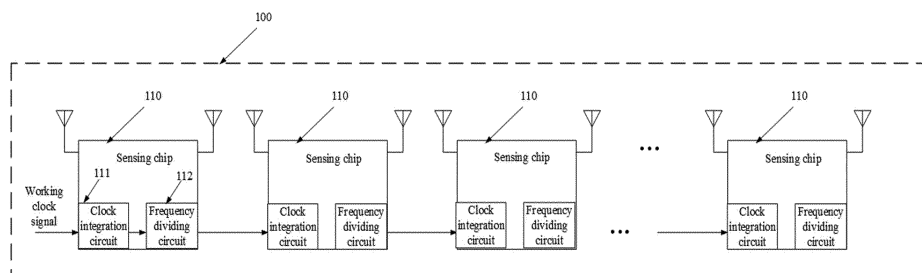 100
110
110
110
110
Sensing chip
Sensing chip
Sensing chip
...
Sensing chip
111
112
Working
clock
signal
Clock
integration
circuit
Frequency
dividing
circuit
Clock
integration
circuit
Frequency
dividing
circuit
Clock
integration
circuit
Frequency
dividing
circuit
...
Clock
integration
circuit
Frequency
dividing
circuit